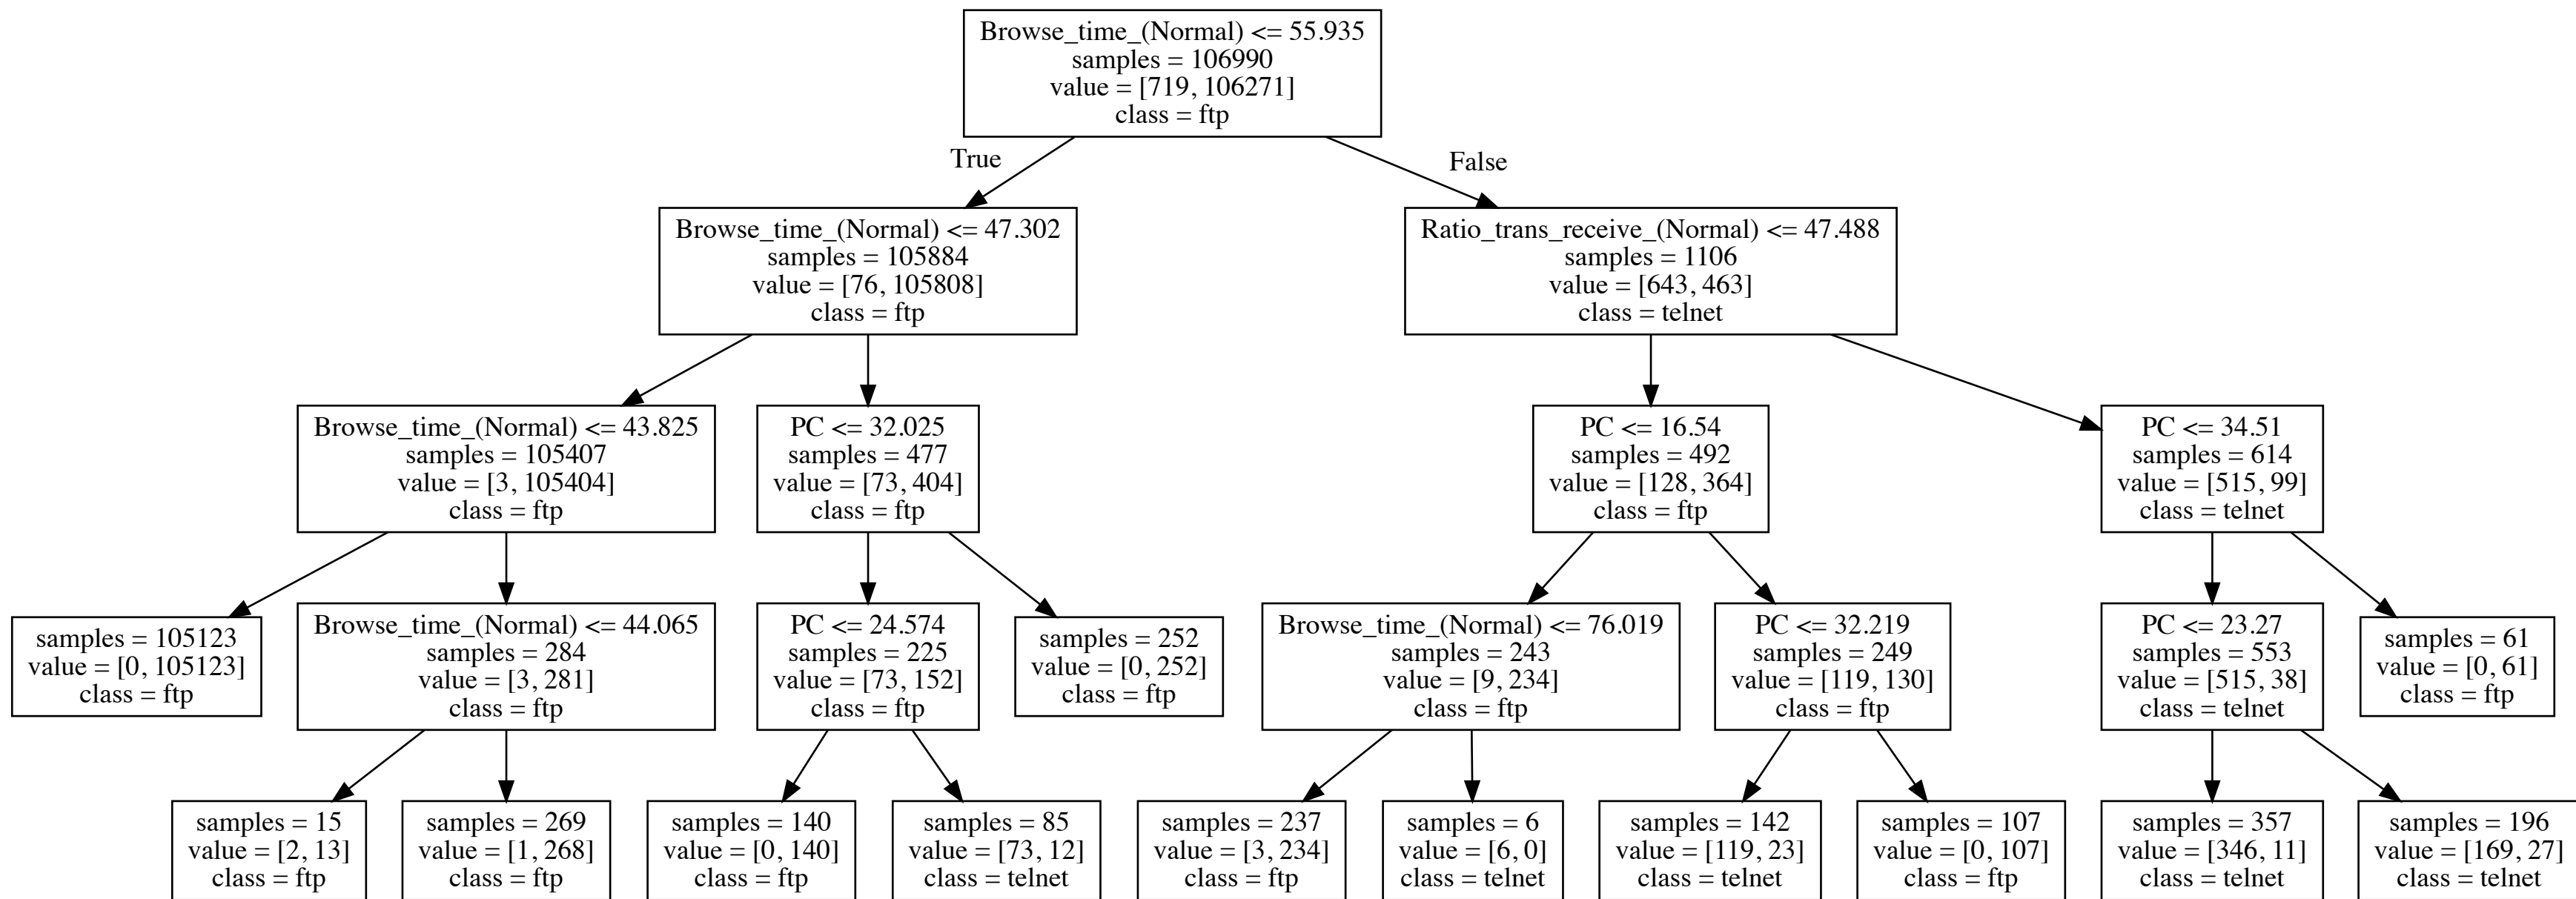 Browse_time_(Normal) <= 55.935
samples = 106990
value = [719, 106271]
class = ftp
True
False
Browse_time_(Normal) <= 47.302
samples = 105884
value = [76, 105808]
class = ftp
Ratio_trans_receive_(Normal) <= 47.488
samples = 1106
value = [643, 463]
class = telnet
Browse_time_(Normal) <= 43.825
samples = 105407
value = [3, 105404]
class = ftp
PC <= 32.025
samples = 477
value = [73, 404]
class = ftp
PC <= 16.54
samples = 492
value = [128, 364]
class = ftp
PC <= 34.51
samples = 614
value = [515, 99]
class = telnet
samples = 105123
value = [0, 105123]
class = ftp
Browse_time_(Normal) <= 44.065
samples = 284
value = [3, 281]
class = ftp
PC <= 24.574
samples = 225
value = [73, 152]
class = ftp
samples = 252
value = [0, 252]
class = ftp
Browse_time_(Normal) <= 76.019
samples = 243
value = [9, 234]
class = ftp
PC <= 32.219
samples = 249
value = [119, 130]
class = ftp
PC <= 23.27
samples = 553
value = [515, 38]
class = telnet
samples = 61
value = [0, 61]
class = ftp
samples = 15
value = [2, 13]
class = ftp
samples = 269
value = [1, 268]
class = ftp
samples = 140
value = [0, 140]
class = ftp
samples = 85
value = [73, 12]
class = telnet
samples = 237
value = [3, 234]
class = ftp
samples = 6
value = [6, 0]
class = telnet
samples = 142
value = [119, 23]
class = telnet
samples = 107
value = [0, 107]
class = ftp
samples = 357
value = [346, 11]
class = telnet
samples = 196
value = [169, 27]
class = telnet